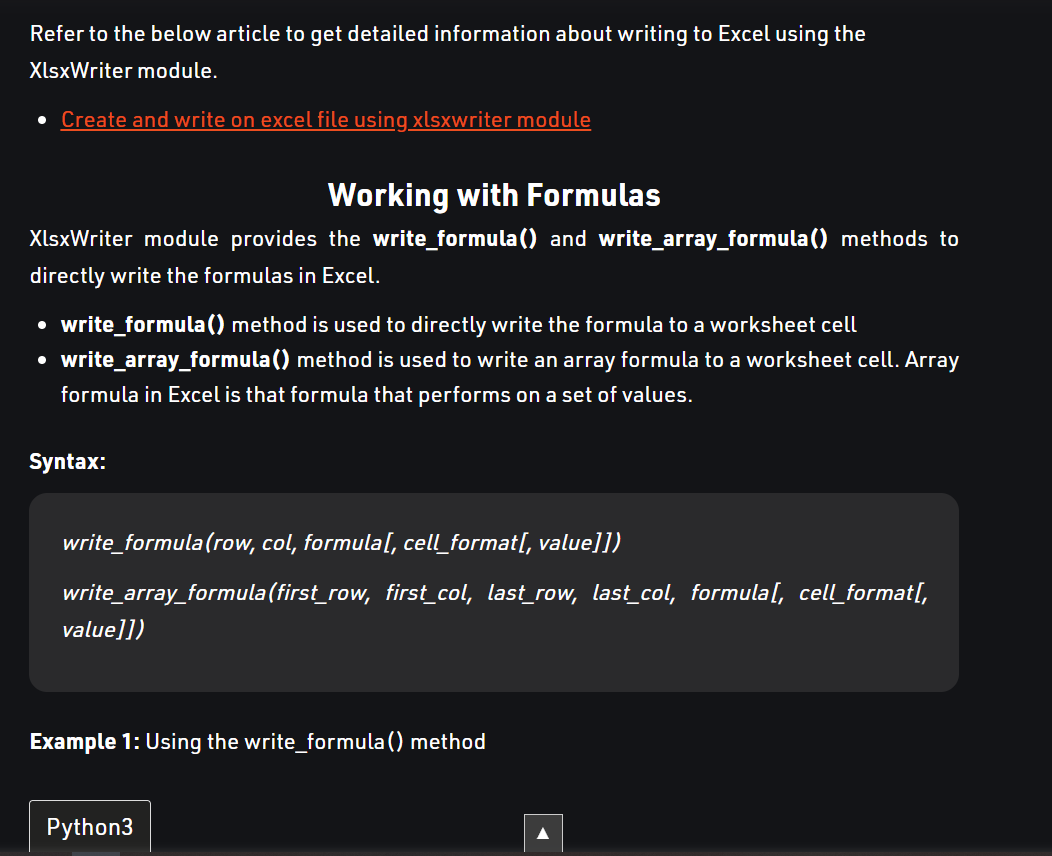 Refer to the below article to get detailed information about writing to Excel using the
XlsxWriter module.
Create and write on excel file using xlsxwriter module
Working with Formulas
XlsxWriter module provides the write_formula() and write_array_formula() methods to
directly write the formulas in Excel.
write_formula() method is used to directly write the formula to a worksheet cell
write_array_formula() method is used to write an array formula to a worksheet cell. Array
formula in Excel is that formula that performs on a set of values.
Syntax:
write_formula(row, col, formula[, cell_format[, value]])
write_array_formula(first_row, first_col, last_row, last_col, formula[, cell_format[,
value]])
Example 1: Using the write_formula() method
Python3